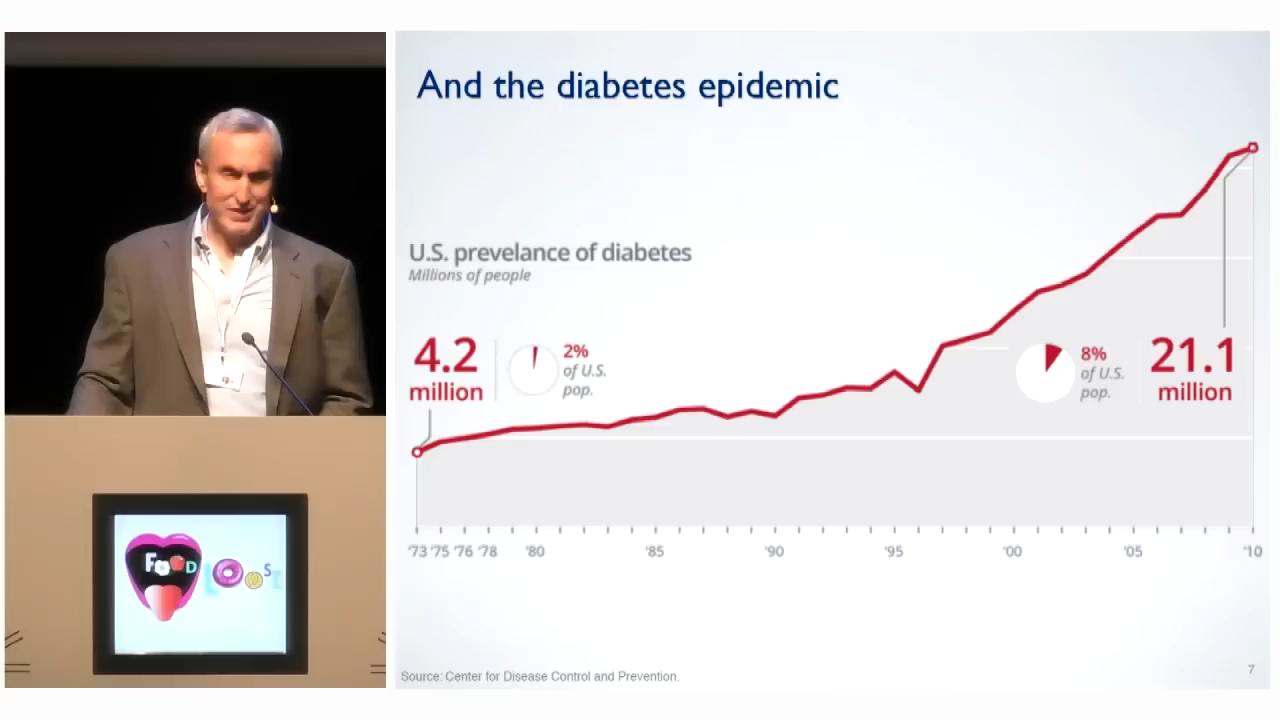 And the diabetes epidemic
U.S. prevelance of diabetes
Millions of people
4.2
million
2%
of U.S.
pop.
8%
of U.S.
pop.
21.1
million
'73 '75 '76 '78 '80 '85 '90 '95 '00 '05 '10
Source: Center for Disease Control and Prevention.
7
FOOD
LOOSE